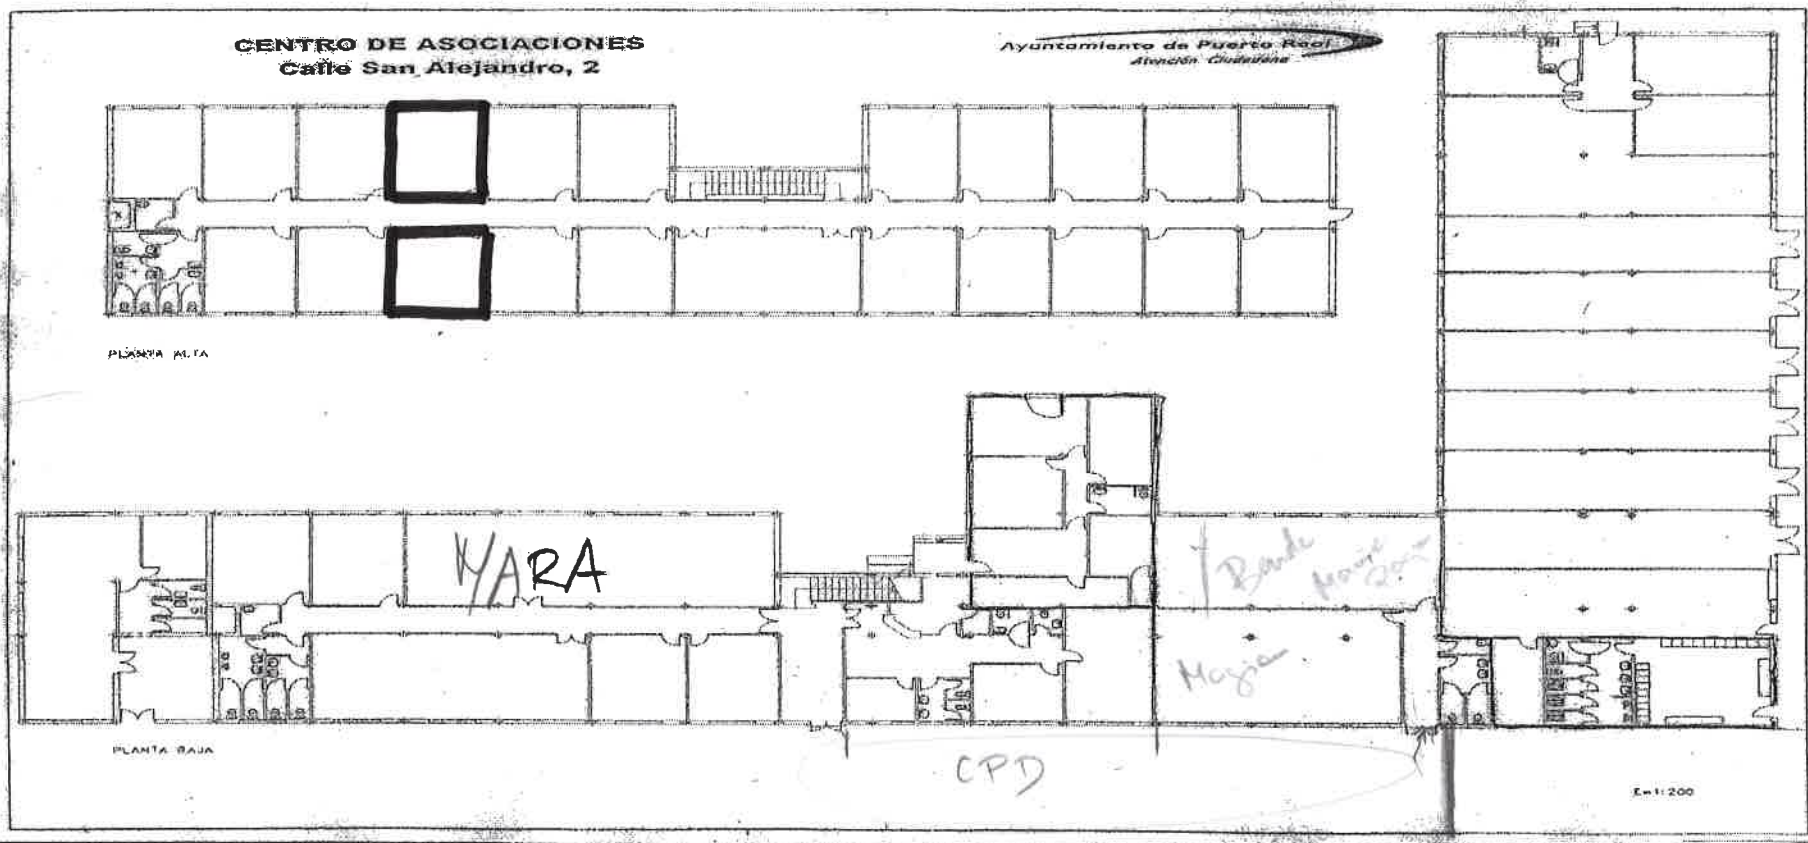 CENTRO DE ASOCIACIONES
Calle San Alejandro, 2
Ayuntamiento de Puerto Real
Atención Ciudadana
PLANTA ALTA
YARA
Banda
CPD
PLANTA BAJA
E=1:200